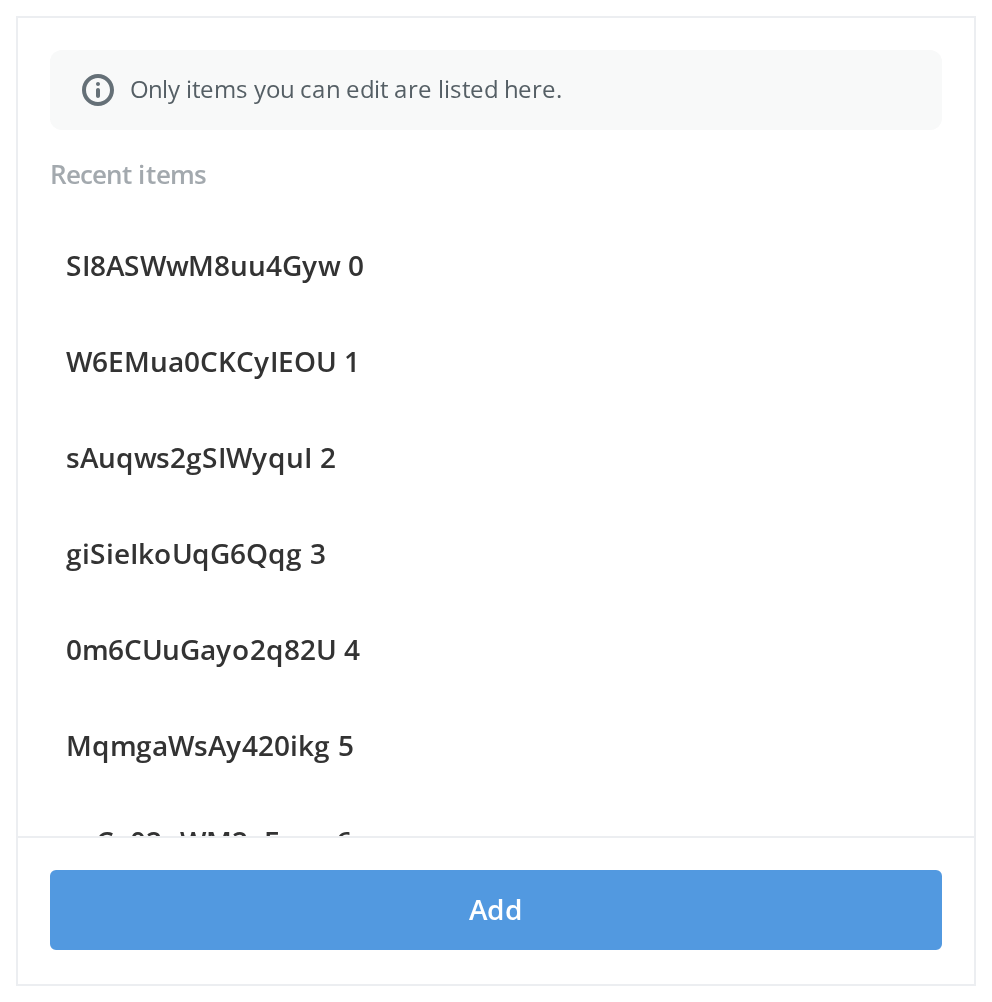 Only items you can edit are listed here.
Recent items
SI8ASWwM8uu4Gyw 0
W6EMua0CKCyIEOU 1
sAuqws2gSIWyquI 2
giSieIkoUqG6Qqg 3
0m6CUuGayo2q82U 4
MqmgaWsAy420ikg 5
Add